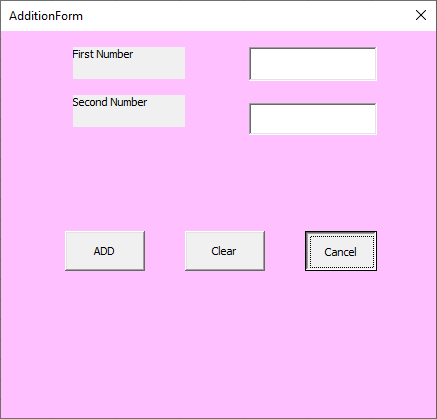 AdditionForm
First Number
Second Number
ADD
Clear
Cancel